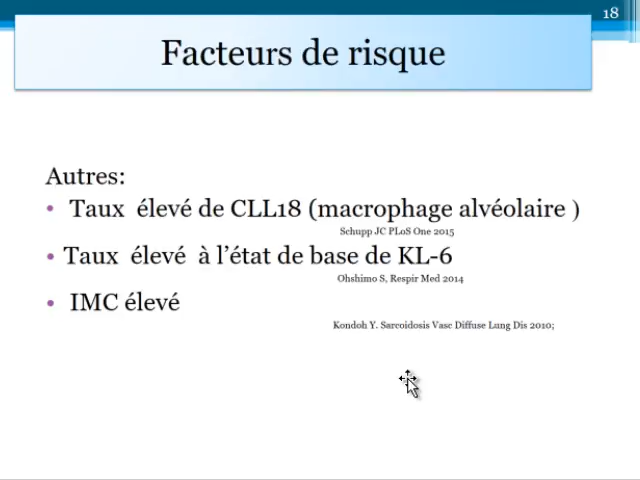 18
Facteurs de risque
Autres:
• Taux élevé de CLL18 (macrophage alvéolaire )
Schupp JC PLoS One 2015
• Taux élevé à l’état de base de KL-6
Ohshimo S, Respir Med 2014
• IMC élevé
Kondoh Y. Sarcoidosis Vasc Diffuse Lung Dis 2010;